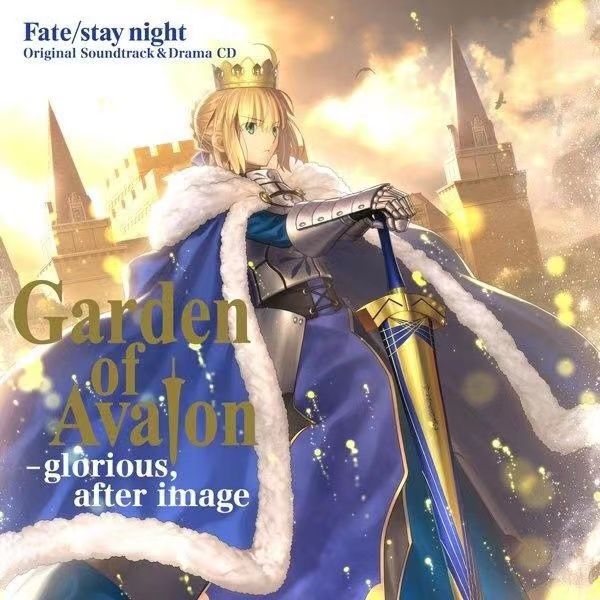 Fate/stay night
Original Soundtrack&Drama CD
Garden
of
Avalon
–glorious,
after image